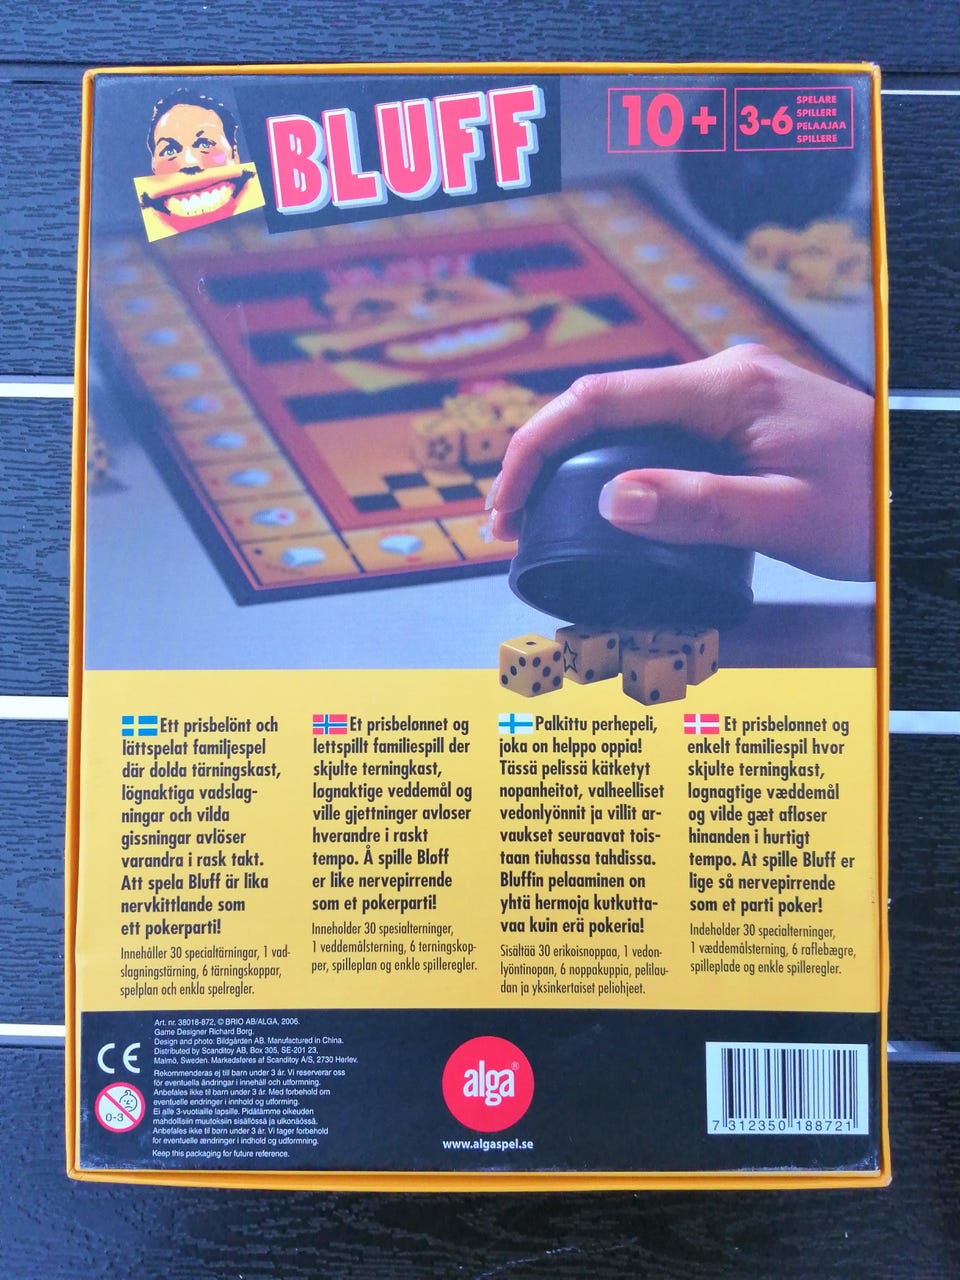 BLUFF
10+
3-6
SPELARE
SPILLERE
PELAAJAA
SPILLERE
Ett prisbelönt och
lättspelat familjespel
där dolda tärningskast,
lögnaktiga vadslag-
ningar och vilda
gissningar avlöser
varandra i rask takt.
Att spela Bluff är lika
nervkittlande som
ett pokerparti!
Innehåller 30 specialtärningar, 1 vad-
slagningstärning, 6 tärningskoppar,
spelplan och enkla spelregler.
Et prisbelønnet og
lettspillt familiespill der
skjulte terningkast,
løgnaktige veddemål og
ville gjettninger avløser
hverandre i raskt
tempo. Å spille Bløff
er like nervepirrende
som et pokerparti!
Inneholder 30 spesialterninger,
1 veddemålsterning, 6 terningskop-
per, spilleplan og enkle spilleregler.
Palkittu perhepeli,
joka on helppo oppia!
Tässä pelissä kätketyt
nopanheitot, valheelliset
vedonlyönnit ja villit ar-
vaukset seuraavat tois-
taan tiuhassa tahdissa.
Bluffin pelaaminen on
yhtä hermoja kutkutta-
vaa kuin erä pokeria!
Sisältää 30 erikoisnoppaa, 1 vedon-
lyöntinopan, 6 noppakuppia, pelilau-
dan ja yksinkertaiset peliohjeet.
Et prisbelønnet og
enkelt familiespil hvor
skjulte terningkast,
løgnagtige væddemål
og vilde gæt afløser
hinanden i hurtigt
tempo. At spille Bluff er
lige så nervepirrende
som et parti poker!
Indeholder 30 specialterninger,
1 væddemålsterning, 6 raflebægre,
spilleplade og enkle spilleregler.
CE
0-3
Art. nr. 38018-872, © BRIO AB/ALGA, 2006.
Game Designer Richard Borg.
Design and photo: Bildgården AB. Manufactured in China.
Distributed by Scanditoy AB, Box 305, SE-201 23,
Malmö, Sweden. Markedsføres af Scanditoy A/S, 2730 Herlev.
Rekommenderas ej till barn under 3 år. Vi reserverar oss
för eventuella ändringar i innehåll och utformning.
Anbefales ikke til barn under 3 år. Med forbehold om
eventuelle endringer i innhold og utforming.
Ei alle 3-vuotiaille lapsille. Pidätämme oikeuden
mahdollisiin muutoksiin sisällössä ja ulkonäössä.
Anbefales ikke til børn under 3 år. Vi tager forbehold
for eventuelle ændringer i indhold og udformning.
Keep this packaging for future reference.
alga®
www.algaspel.se
7 312350 188721